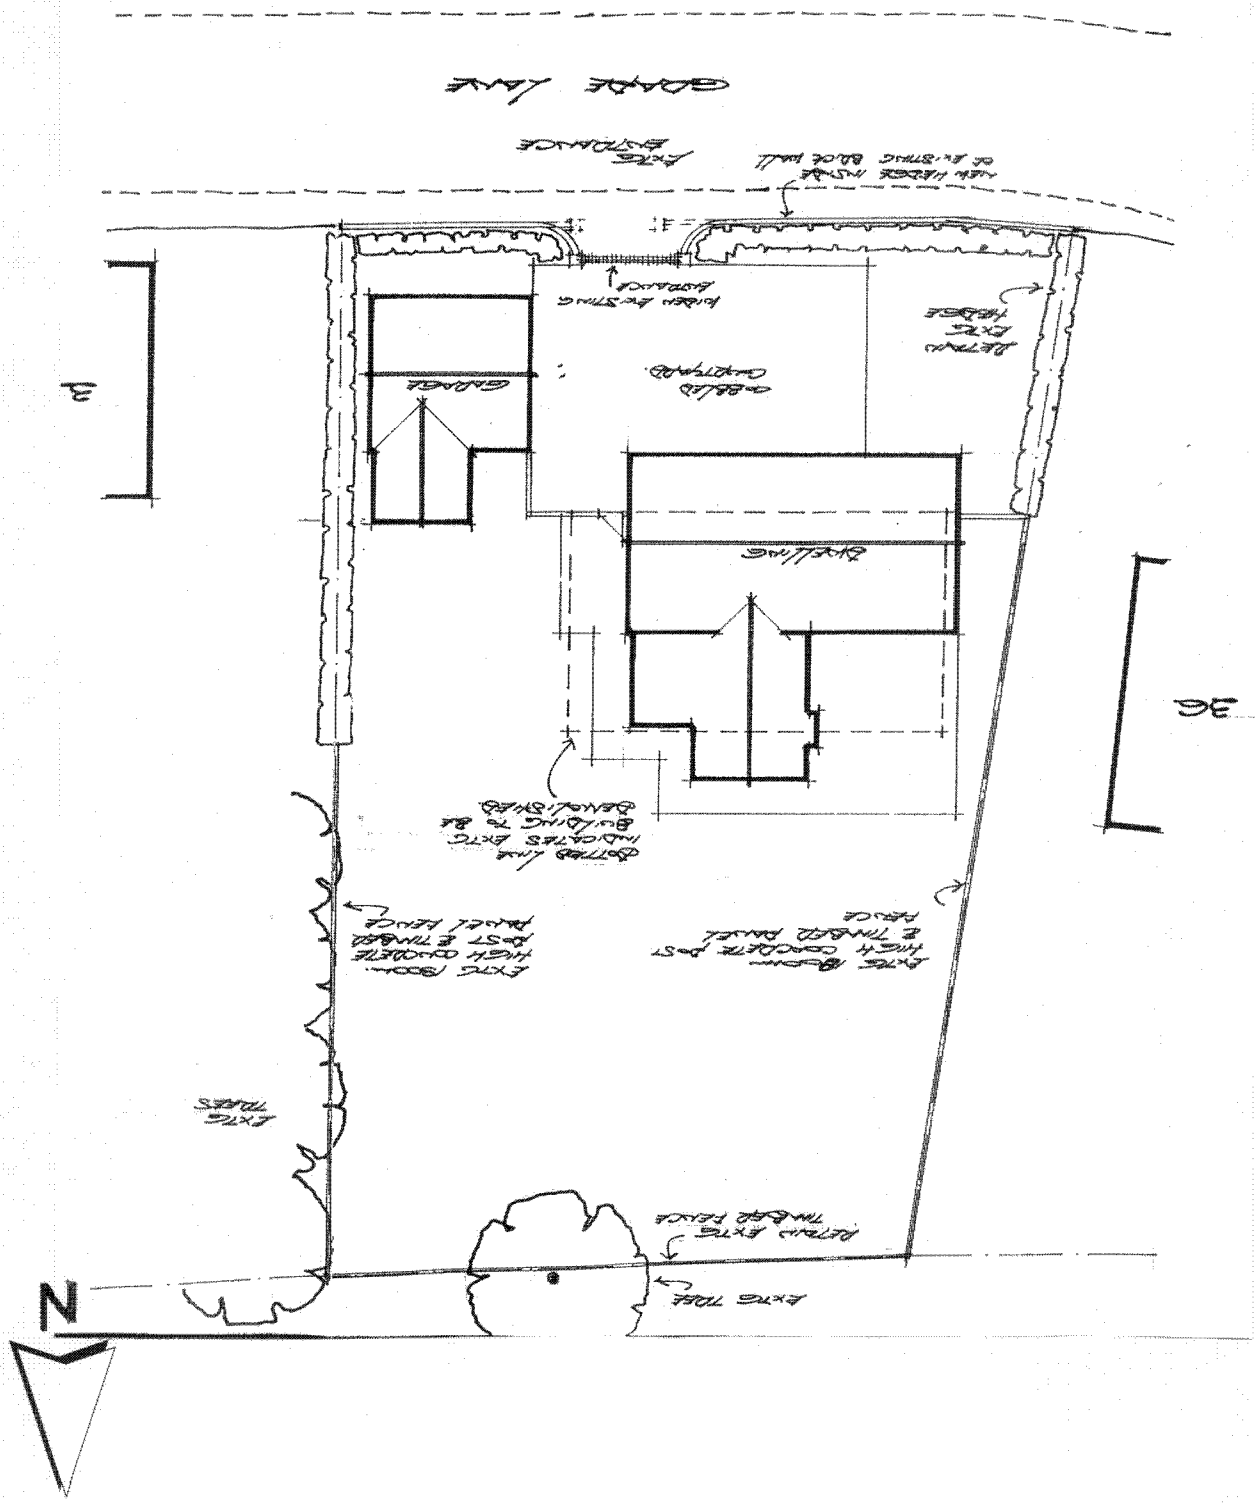 N
EXTG TREE
RETAIN EXTG
TIMBER FENCE
EXTG
TREES
EXTG 1800mm
HIGH CONCRETE POST
& TIMBER PANEL
FENCE
EXTG 1800mm
HIGH CONCRETE
POST & TIMBER
PANEL FENCE
DOTTED LINE
INDICATES EXTG
BUILDING TO BE
DEMOLISHED
36
DWELLING
COBBLED
COURTYARD
GARAGE
RETAIN
EXTG
HEDGE
WIDEN EXISTING
ENTRANCE
NEW HEDGE INSIDE
OF EXISTING BRICK WALL
EXTG
ENTRANCE
LANE